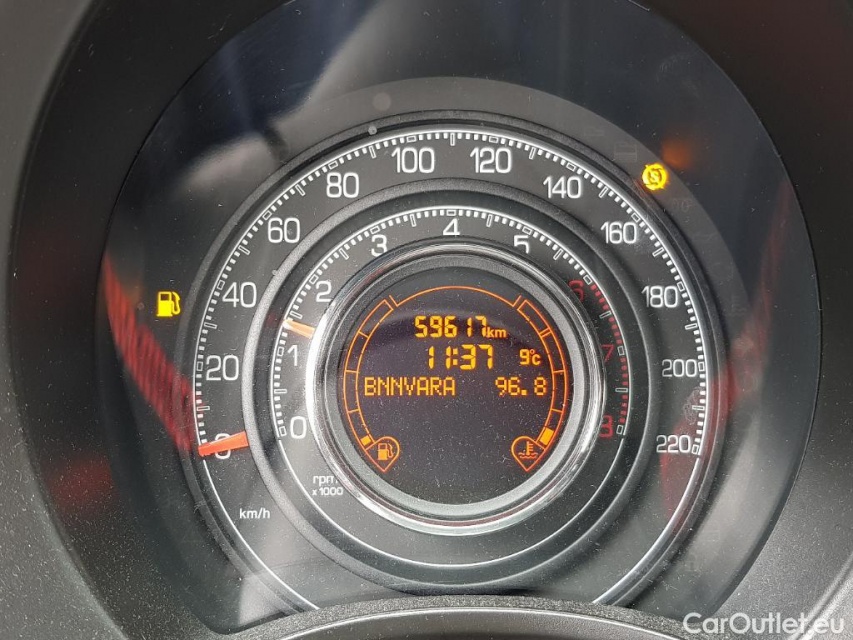 0 20 40 60 80 100 120 140 160 180 200 220
0 1 2 3 4 5 6 7 8
59617km
11:37 9°c
BNNVARA 96.8
rpm
x 1000
km/h
CarOutlet.eu